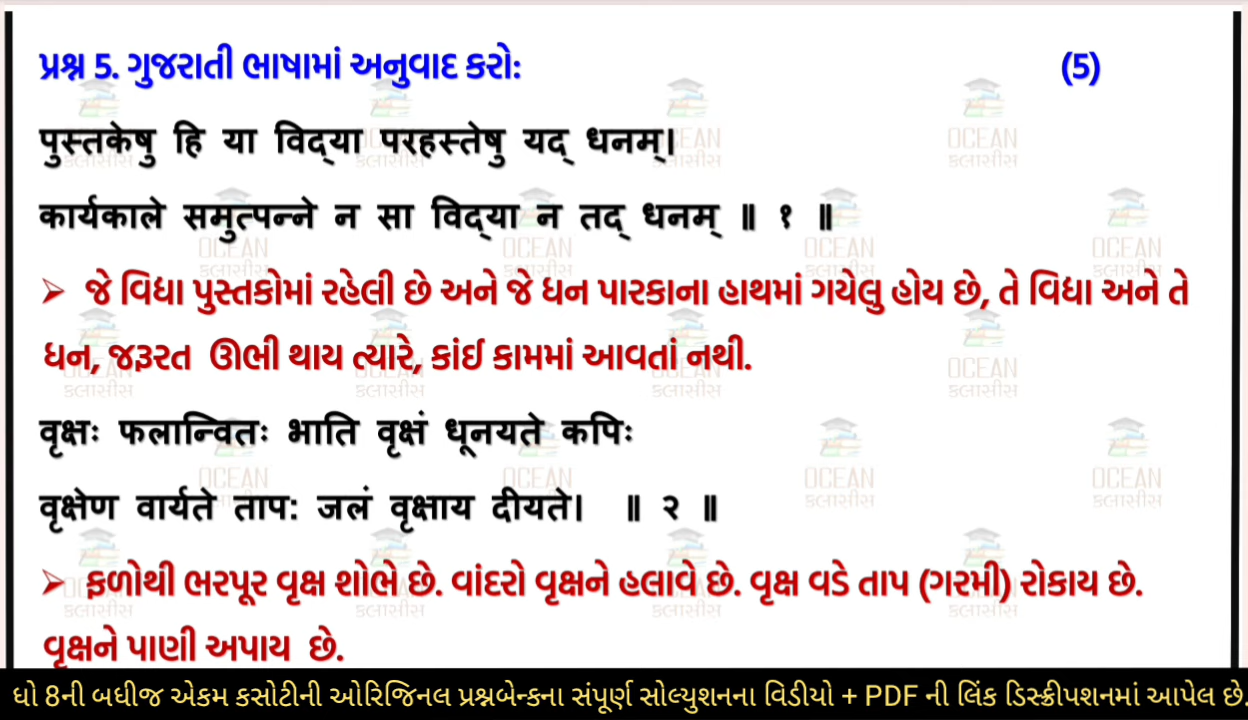 પ્રશ્ન 5. ગુજરાતી ભાષામાં અનુવાદ કરોઃ (5)
पुस्तकेषु हि या विद्‌या परहस्तेषु यद् धनम्।
कार्यकाले समुत्पन्ने न सा विद्‌या न तद् धनम् ॥ १ ॥
➢ જે વિદ્યા પુસ્તકોમાં રહેલી છે અને જે ધન પારકાના હાથમાં ગયેલુ હોય છે, તે વિદ્યા અને તે
ધન, જરૂરત ઊભી થાય ત્યારે, કાંઈ કામમાં આવતાં નથી.
वृक्षः फलान्वितः भाति वृक्षं धूनयते कपिः
वृक्षेण वार्यते ताप: जलं वृक्षाय दीयते। ॥ २ ॥
➢ ફળોથી ભરપૂર વૃક્ષ શોભે છે. વાંદરો વૃક્ષને હલાવે છે. વૃક્ષ વડે તાપ (ગરમી) રોકાય છે.
વૃક્ષને પાણી અપાય છે.
ધો 8ની બધીજ એકમ કસોટીની ઓરિજિનલ પ્રશ્નબેન્કના સંપૂર્ણ સોલ્યુશનના વિડીયો + PDF ની લિંક ડિસ્ક્રીપશનમાં આપેલ છે.
OCEAN
ક્લાસીસ